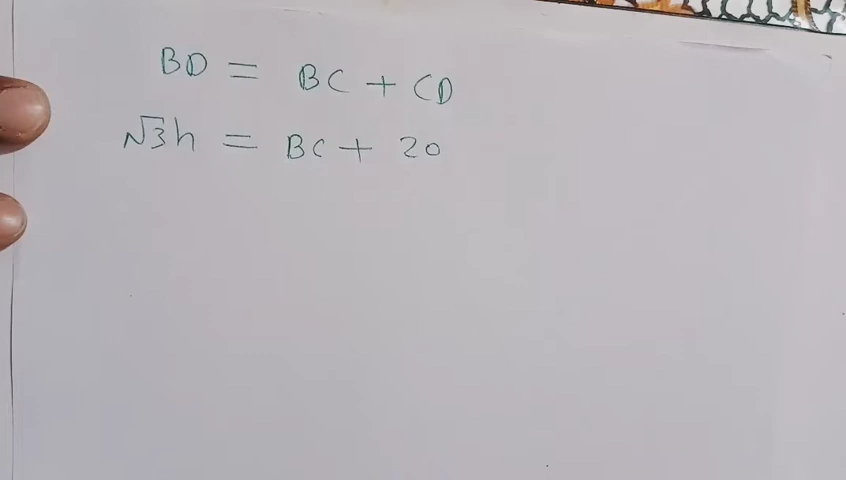 BD = BC + CD
√3h = BC + 20